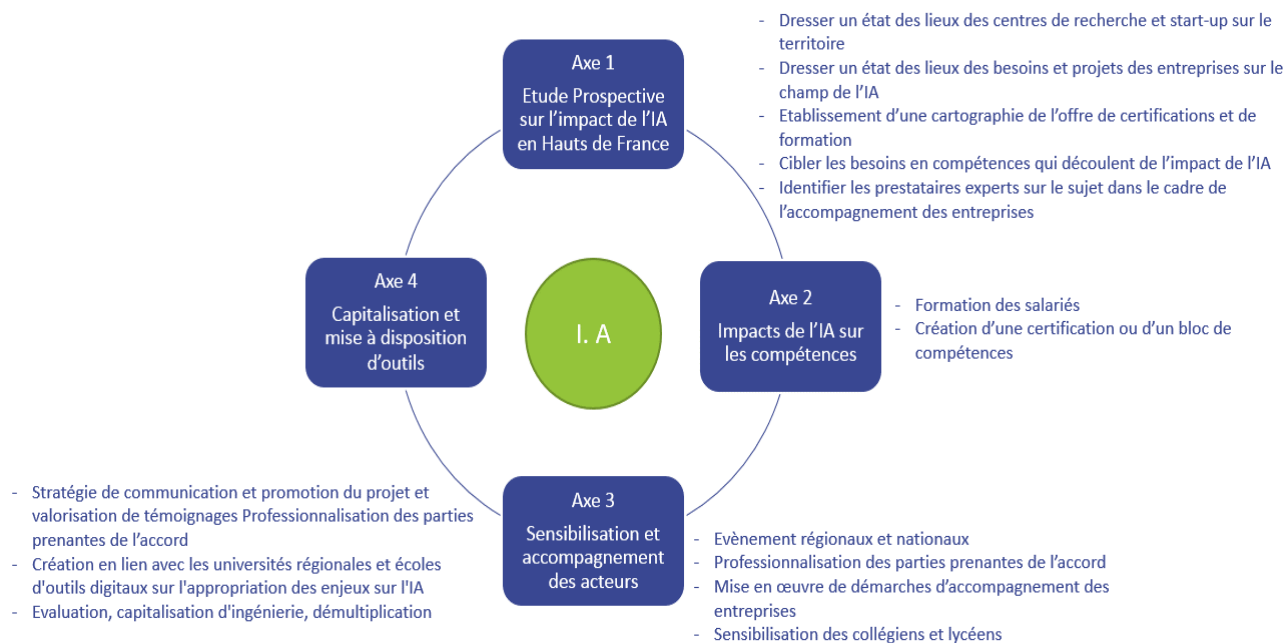 Axe 1
Etude Prospective
sur l'impact de l'IA
en Hauts de France
- Dresser un état des lieux des centres de recherche et start-up sur le
territoire
- Dresser un état des lieux des besoins et projets des entreprises sur le
champ de l'IA
- Etablissement d'une cartographie de l'offre de certifications et de
formation
- Cibler les besoins en compétences qui découlent de l'impact de l'IA
- Identifier les prestataires experts sur le sujet dans le cadre de
l'accompagnement des entreprises
I. A
Axe 2
Impacts de l'IA sur
les compétences
- Formation des salariés
- Création d'une certification ou d'un bloc de
compétences
Axe 3
Sensibilisation et
accompagnement
des acteurs
- Evènement régionaux et nationaux
- Professionnalisation des parties prenantes de l'accord
- Mise en œuvre de démarches d'accompagnement des
entreprises
- Sensibilisation des collégiens et lycéens
Axe 4
Capitalisation et
mise à disposition
d'outils
- Stratégie de communication et promotion du projet et
valorisation de témoignages Professionnalisation des parties
prenantes de l'accord
- Création en lien avec les universités régionales et écoles
d'outils digitaux sur l'appropriation des enjeux sur l'IA
- Evaluation, capitalisation d'ingénierie, démultiplication